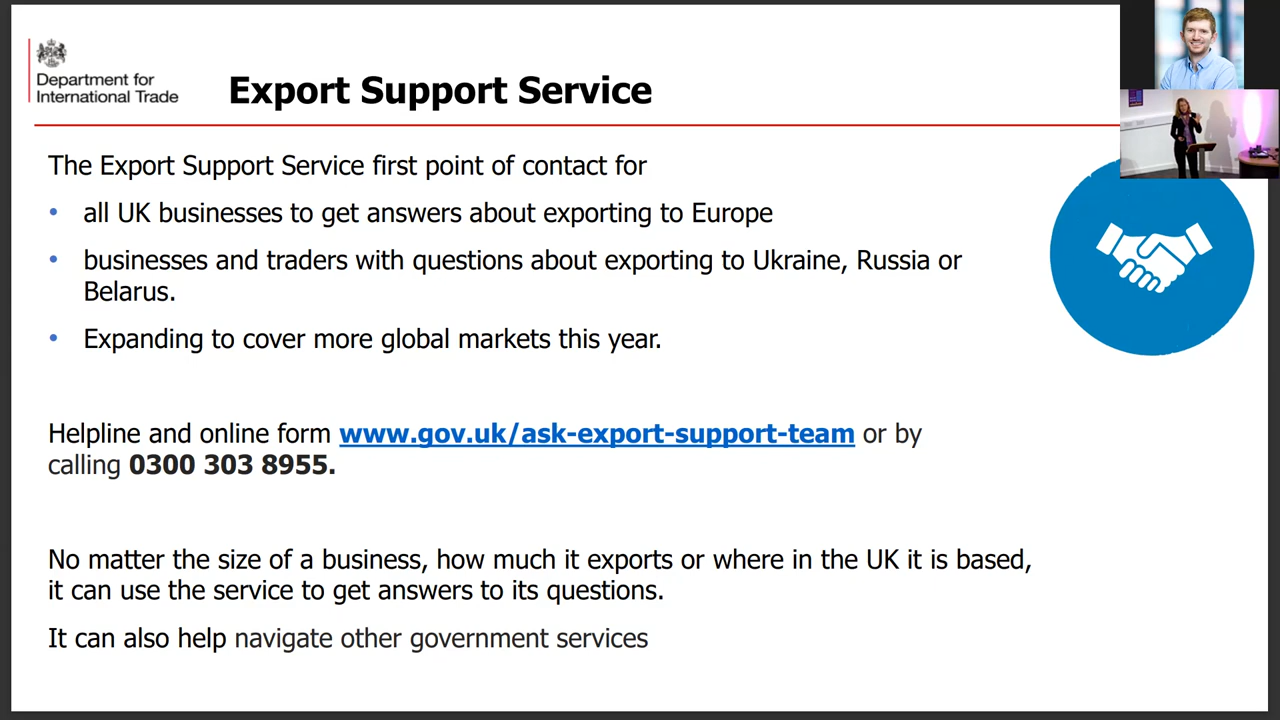 Department for
International Trade
Export Support Service
The Export Support Service first point of contact for
• all UK businesses to get answers about exporting to Europe
• businesses and traders with questions about exporting to Ukraine, Russia or
Belarus.
• Expanding to cover more global markets this year.
Helpline and online form www.gov.uk/ask-export-support-team or by
calling 0300 303 8955.
No matter the size of a business, how much it exports or where in the UK it is based,
it can use the service to get answers to its questions.
It can also help navigate other government services